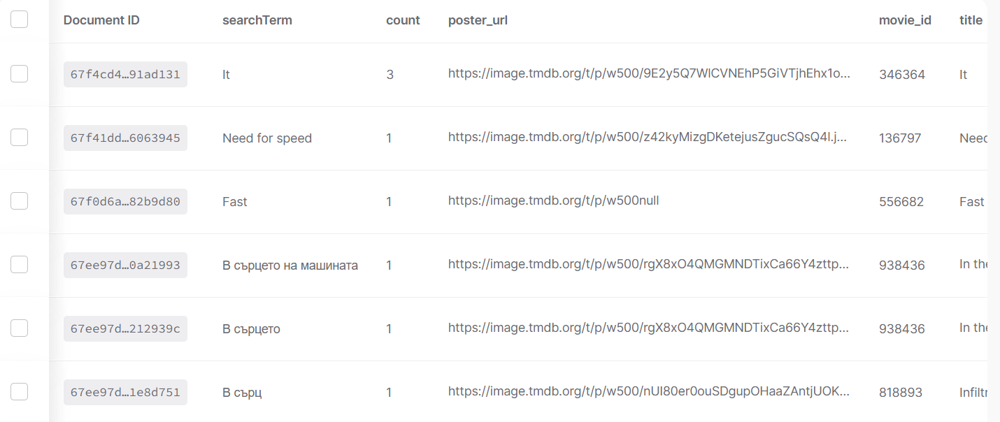 Document ID searchTerm count poster_url movie_id title
67f4cd4…91ad131 It 3 https://image.tmdb.org/t/p/w500/9E2y5Q7WlCVNEhP5GiVTjhEhx1o... 346364 It
67f41dd…6063945 Need for speed 1 https://image.tmdb.org/t/p/w500/z42kyMizgDKetejusZgucSQsQ4l.j... 136797 Need
67f0d6a…82b9d80 Fast 1 https://image.tmdb.org/t/p/w500null 556682 Fast
67ee97d…0a21993 В сърцето на машината 1 https://image.tmdb.org/t/p/w500/rgX8xO4QMGMNDTixCa66Y4zttp... 938436 In the
67ee97d…212939c В сърцето 1 https://image.tmdb.org/t/p/w500/rgX8xO4QMGMNDTixCa66Y4zttp... 938436 In the
67ee97d…1e8d751 В сърц 1 https://image.tmdb.org/t/p/w500/nUI80er0ouSDgupOHaaZAntjUOK... 818893 Infiltr